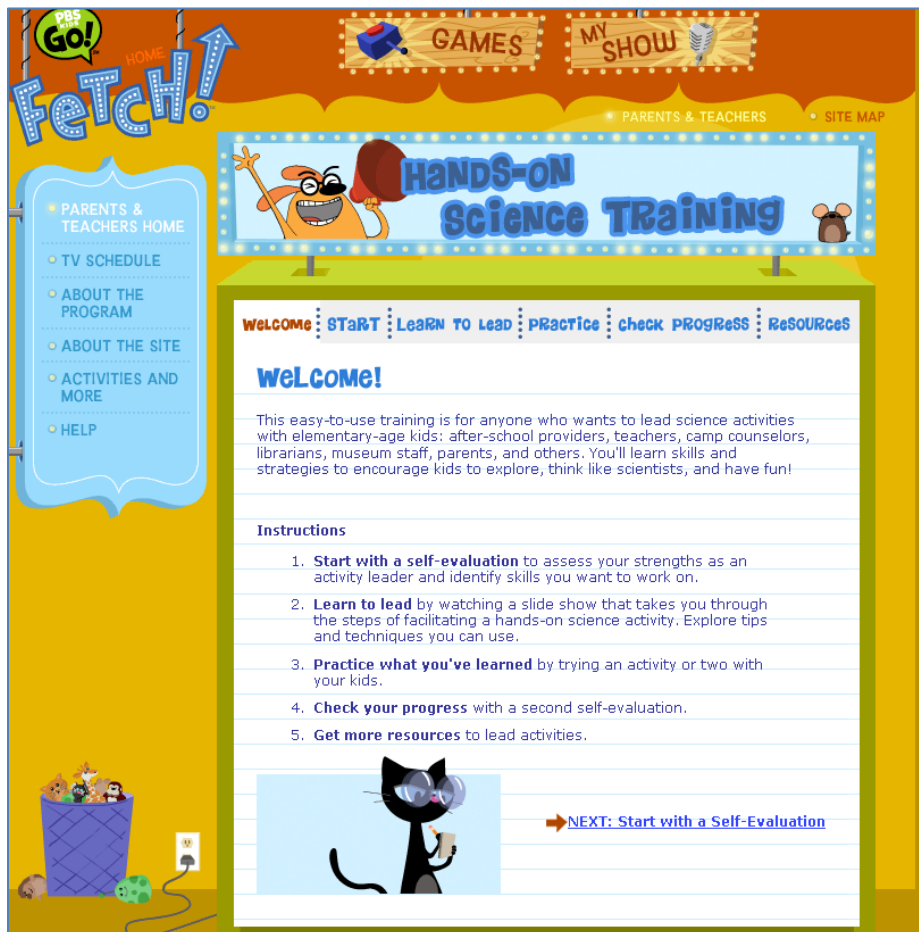 PBS
KIDS
GO!
HOME
FeTCH!
GAMES
MY
SHOW
PARENTS & TEACHERS
SITE MAP
HaNDS-ON
SCieNCe TRaiNiNg
PARENTS &
TEACHERS HOME
TV SCHEDULE
ABOUT THE
PROGRAM
ABOUT THE SITE
ACTIVITIES AND
MORE
HELP
WeLCOMe
STaRT
LeaRN TO LeaD
PRaCTiCe
CHeCK PROGReSS
ReSOURCeS
WeLCOMe!
This easy-to-use training is for anyone who wants to lead science activities
with elementary-age kids: after-school providers, teachers, camp counselors,
librarians, museum staff, parents, and others. You'll learn skills and
strategies to encourage kids to explore, think like scientists, and have fun!
Instructions
1. Start with a self-evaluation to assess your strengths as an
activity leader and identify skills you want to work on.
2. Learn to lead by watching a slide show that takes you through
the steps of facilitating a hands-on science activity. Explore tips
and techniques you can use.
3. Practice what you've learned by trying an activity or two with
your kids.
4. Check your progress with a second self-evaluation.
5. Get more resources to lead activities.
NEXT: Start with a Self-Evaluation